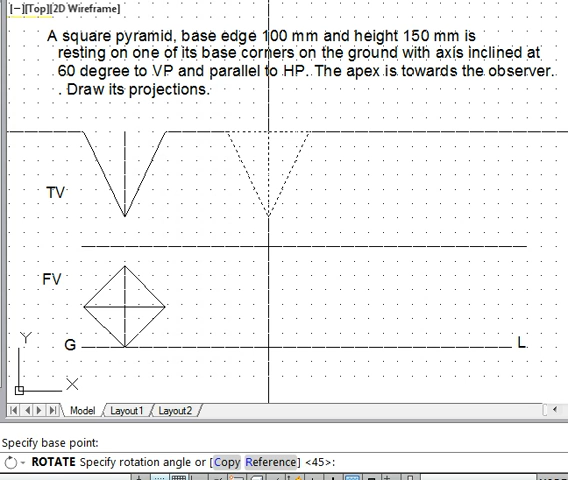 [−][Top][2D Wireframe]
A square pyramid, base edge 100 mm and height 150 mm is
resting on one of its base corners on the ground with axis inclined at
60 degree to VP and parallel to HP. The apex is towards the observer.
. Draw its projections.
TV
FV
Y
G
L
X
Model Layout1 Layout2
Specify base point:
ROTATE Specify rotation angle or [Copy Reference] <45>: